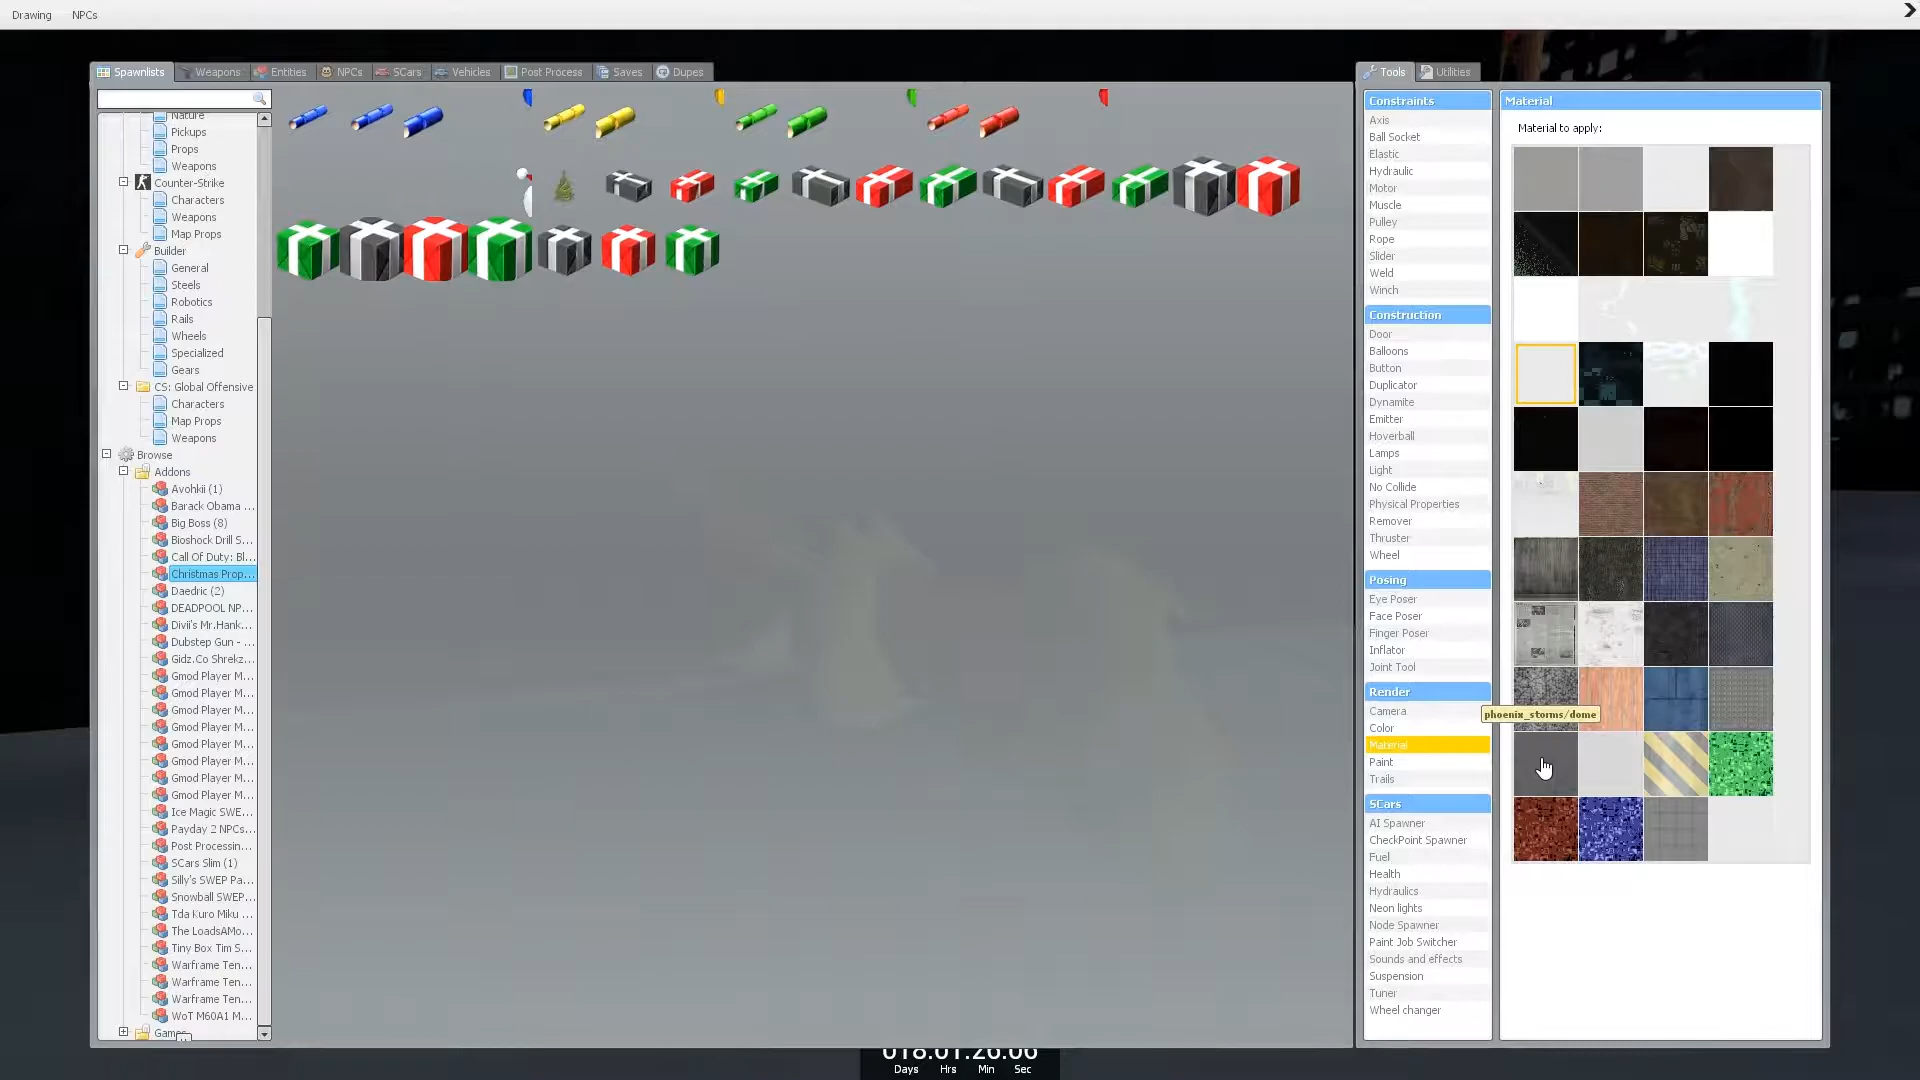 Drawing NPCs
Spawnlists Weapons Entities NPCs SCars Vehicles Post Process Saves Dupes
Nature
Pickups
Props
Weapons
Counter-Strike
Characters
Weapons
Map Props
Builder
General
Steels
Robotics
Rails
Wheels
Specialized
Gears
CS: Global Offensive
Characters
Map Props
Weapons
Browse
Addons
Avohkii (1)
Barack Obama ...
Big Boss (8)
Bioshock Drill S...
Call Of Duty: Bl...
Christmas Prop...
Daedric (2)
DEADPOOL NP...
Divii's Mr.Hank...
Dubstep Gun - ...
Gidz.Co Shrekz...
Gmod Player M...
Gmod Player M...
Gmod Player M...
Gmod Player M...
Gmod Player M...
Gmod Player M...
Gmod Player M...
Gmod Player M...
Ice Magic SWE...
Payday 2 NPCs...
Post Processin...
SCars Slim (1)
Silly's SWEP Pa...
Snowball SWEP...
Tda Kuro Miku ...
The LoadsAMo...
Tiny Box Tim S...
Warframe Ten...
Warframe Ten...
Warframe Ten...
WoT M60A1 M...
Games
Tools Utilities
Constraints
Axis
Ball Socket
Elastic
Hydraulic
Motor
Muscle
Pulley
Rope
Slider
Weld
Winch
Construction
Door
Balloons
Button
Duplicator
Dynamite
Emitter
Hoverball
Lamps
Light
No Collide
Physical Properties
Remover
Thruster
Wheel
Posing
Eye Poser
Face Poser
Finger Poser
Inflator
Joint Tool
Render
Camera
Color
Material
Paint
Trails
SCars
AI Spawner
CheckPoint Spawner
Fuel
Health
Hydraulics
Neon lights
Node Spawner
Paint Job Switcher
Sounds and effects
Suspension
Tuner
Wheel changer
Material
Material to apply:
phoenix_storms/dome
018:01:26:06
Days Hrs Min Sec